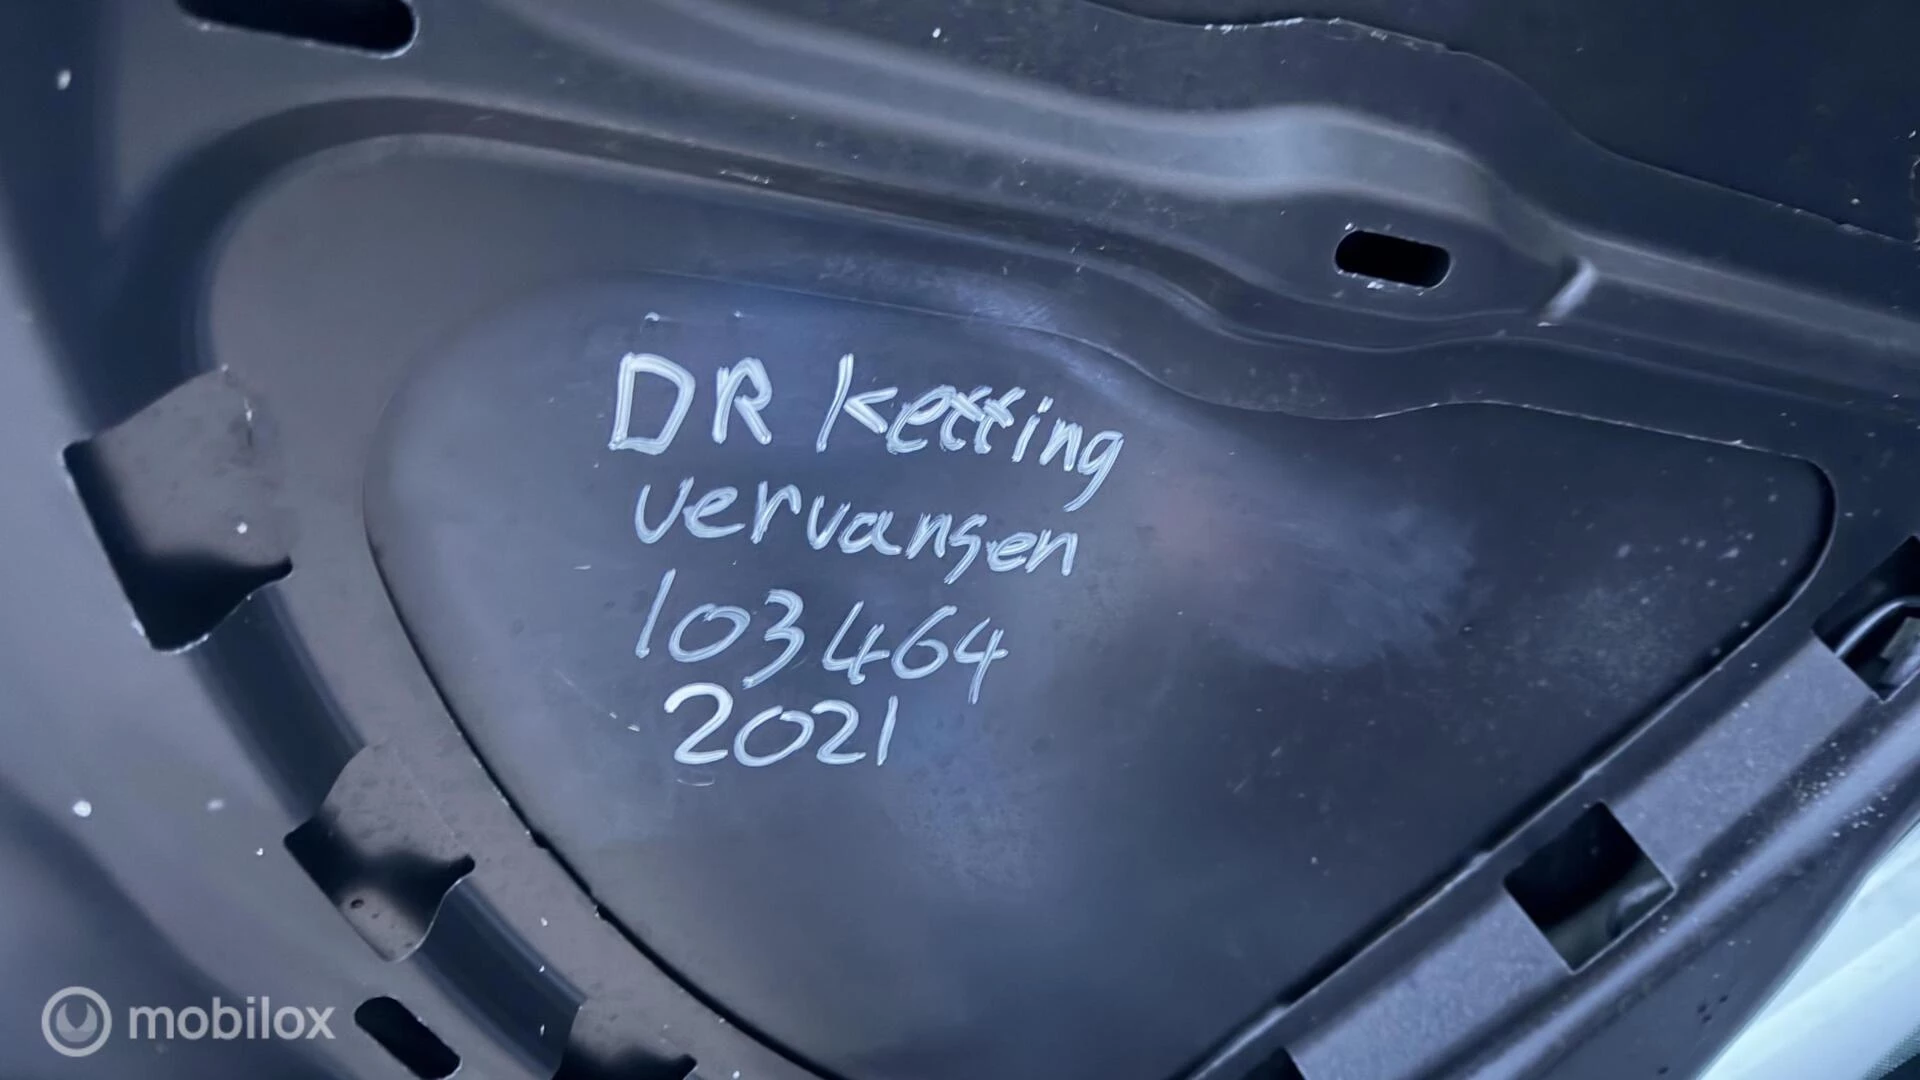 DR ketting
vervangen
103464
2021
mobilox